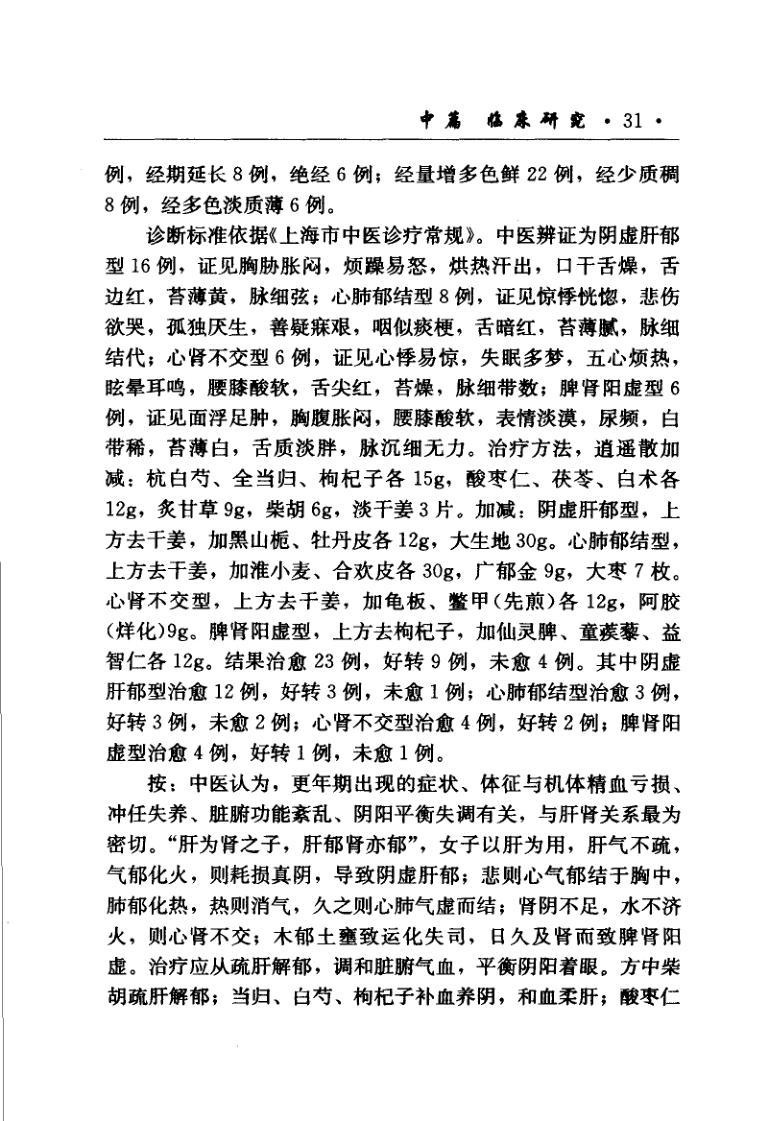 中篇 临床研究 · 31 ·
例，经期延长 8 例，绝经 6 例；经量增多色鲜 22 例，经少质稠
8 例，经多色淡质薄 6 例。
诊断标准依据《上海市中医诊疗常规》。中医辨证为阴虚肝郁
型 16 例，证见胸胁胀闷，烦躁易怒，烘热汗出，口干舌燥，舌
边红，苔薄黄，脉细弦；心肺郁结型 8 例，证见惊悸恍惚，悲伤
欲哭，孤独厌生，善疑寐艰，咽似痰梗，舌暗红，苔薄腻，脉细
结代；心肾不交型 6 例，证见心悸易惊，失眠多梦，五心烦热，
眩晕耳鸣，腰膝酸软，舌尖红，苔燥，脉细带数；脾肾阳虚型 6
例，证见面浮足肿，胸腹胀闷，腰膝酸软，表情淡漠，尿频，白
带稀，苔薄白，舌质淡胖，脉沉细无力。治疗方法，逍遥散加
减：杭白芍、全当归、枸杞子各 15g，酸枣仁、茯苓、白术各
12g，炙甘草 9g，柴胡 6g，淡干姜 3 片。加减：阴虚肝郁型，上
方去干姜，加黑山栀、牡丹皮各 12g，大生地 30g。心肺郁结型，
上方去干姜，加淮小麦、合欢皮各 30g，广郁金 9g，大枣 7 枚。
心肾不交型，上方去干姜，加龟板、鳖甲（先煎）各 12g，阿胶
（烊化）9g。脾肾阳虚型，上方去枸杞子，加仙灵脾、童蒺藜、益
智仁各 12g。结果治愈 23 例，好转 9 例，未愈 4 例。其中阴虚
肝郁型治愈 12 例，好转 3 例，未愈 1 例；心肺郁结型治愈 3 例，
好转 3 例，未愈 2 例；心肾不交型治愈 4 例，好转 2 例；脾肾阳
虚型治愈 4 例，好转 1 例，未愈 1 例。
按：中医认为，更年期出现的症状、体征与机体精血亏损、
冲任失养、脏腑功能紊乱、阴阳平衡失调有关，与肝肾关系最为
密切。“肝为肾之子，肝郁肾亦郁”，女子以肝为用，肝气不疏，
气郁化火，则耗损真阴，导致阴虚肝郁；悲则心气郁结于胸中，
肺郁化热，热则消气，久之则心肺气虚而结；肾阴不足，水不济
火，则心肾不交；木郁土壅致运化失司，日久及肾而致脾肾阳
虚。治疗应从疏肝解郁，调和脏腑气血，平衡阴阳着眼。方中柴
胡疏肝解郁；当归、白芍、枸杞子补血养阴，和血柔肝；酸枣仁